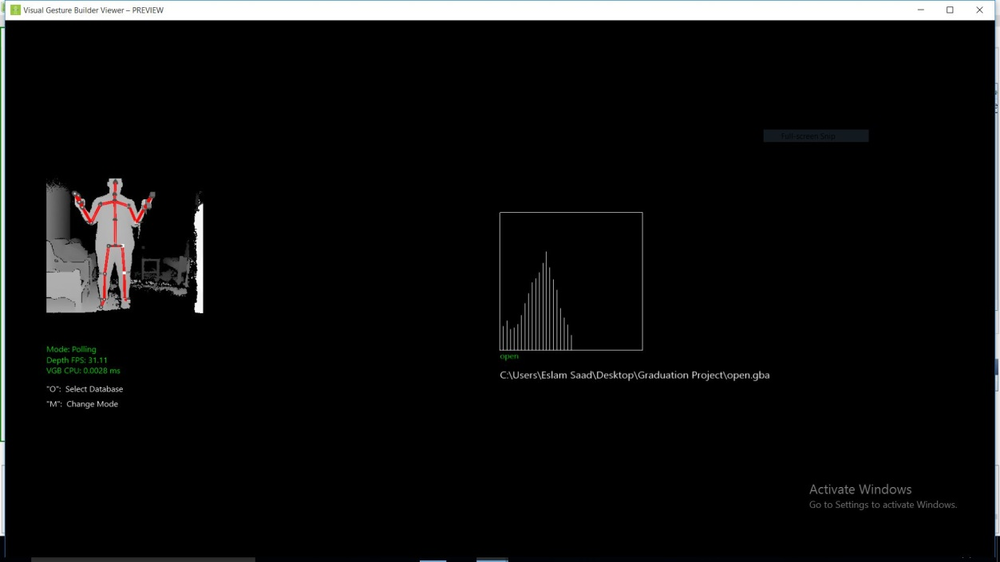 Visual Gesture Builder Viewer – PREVIEW
Full-screen Snip
Mode: Polling
Depth FPS: 31.11
VGB CPU: 0.0028 ms
"O": Select Database
"M": Change Mode
open
C:\Users\Eslam Saad\Desktop\Graduation Project\open.gba
Activate Windows
Go to Settings to activate Windows.